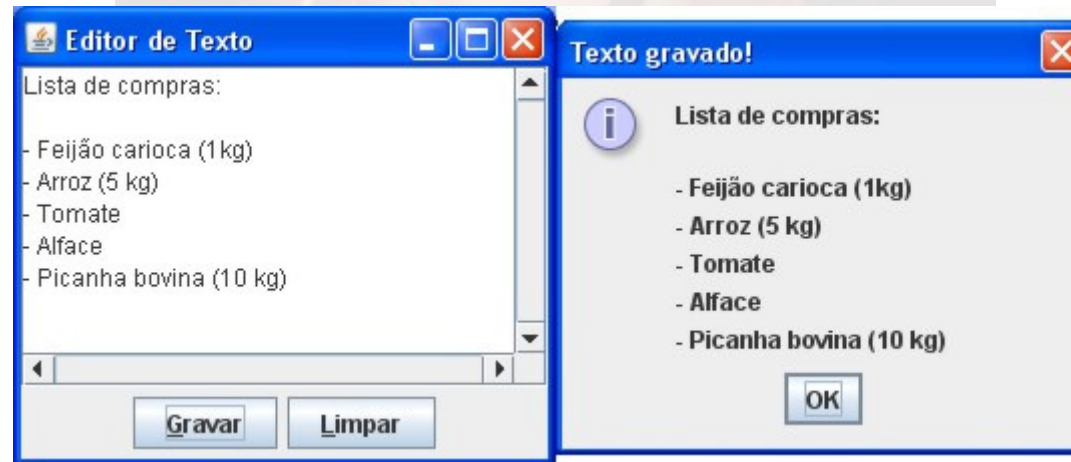 Editor de Texto
Lista de compras:
- Feijão carioca (1kg)
- Arroz (5 kg)
- Tomate
- Alface
- Picanha bovina (10 kg)
Gravar
Limpar
Texto gravado!
Lista de compras:
- Feijão carioca (1kg)
- Arroz (5 kg)
- Tomate
- Alface
- Picanha bovina (10 kg)
OK